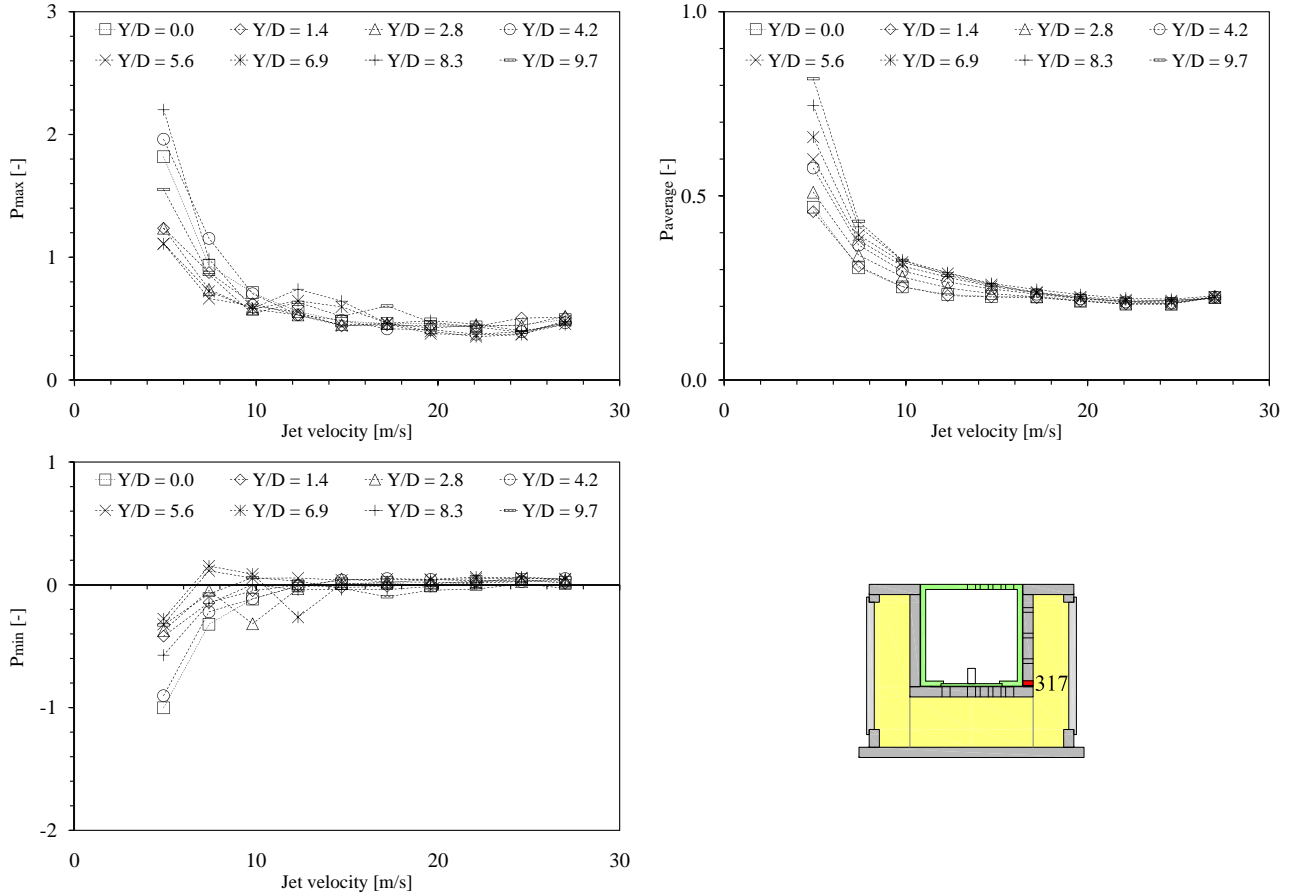 3
2
1
0
Pmax [-]
Y/D = 0.0 Y/D = 1.4 Y/D = 2.8 Y/D = 4.2
Y/D = 5.6 Y/D = 6.9 Y/D = 8.3 Y/D = 9.7
0 10 20 30
Jet velocity [m/s]
1.0
0.5
0.0
Paverage [-]
Y/D = 0.0 Y/D = 1.4 Y/D = 2.8 Y/D = 4.2
Y/D = 5.6 Y/D = 6.9 Y/D = 8.3 Y/D = 9.7
0 10 20 30
Jet velocity [m/s]
1
0
-1
-2
Pmin [-]
Y/D = 0.0 Y/D = 1.4 Y/D = 2.8 Y/D = 4.2
Y/D = 5.6 Y/D = 6.9 Y/D = 8.3 Y/D = 9.7
0 10 20 30
Jet velocity [m/s]
317